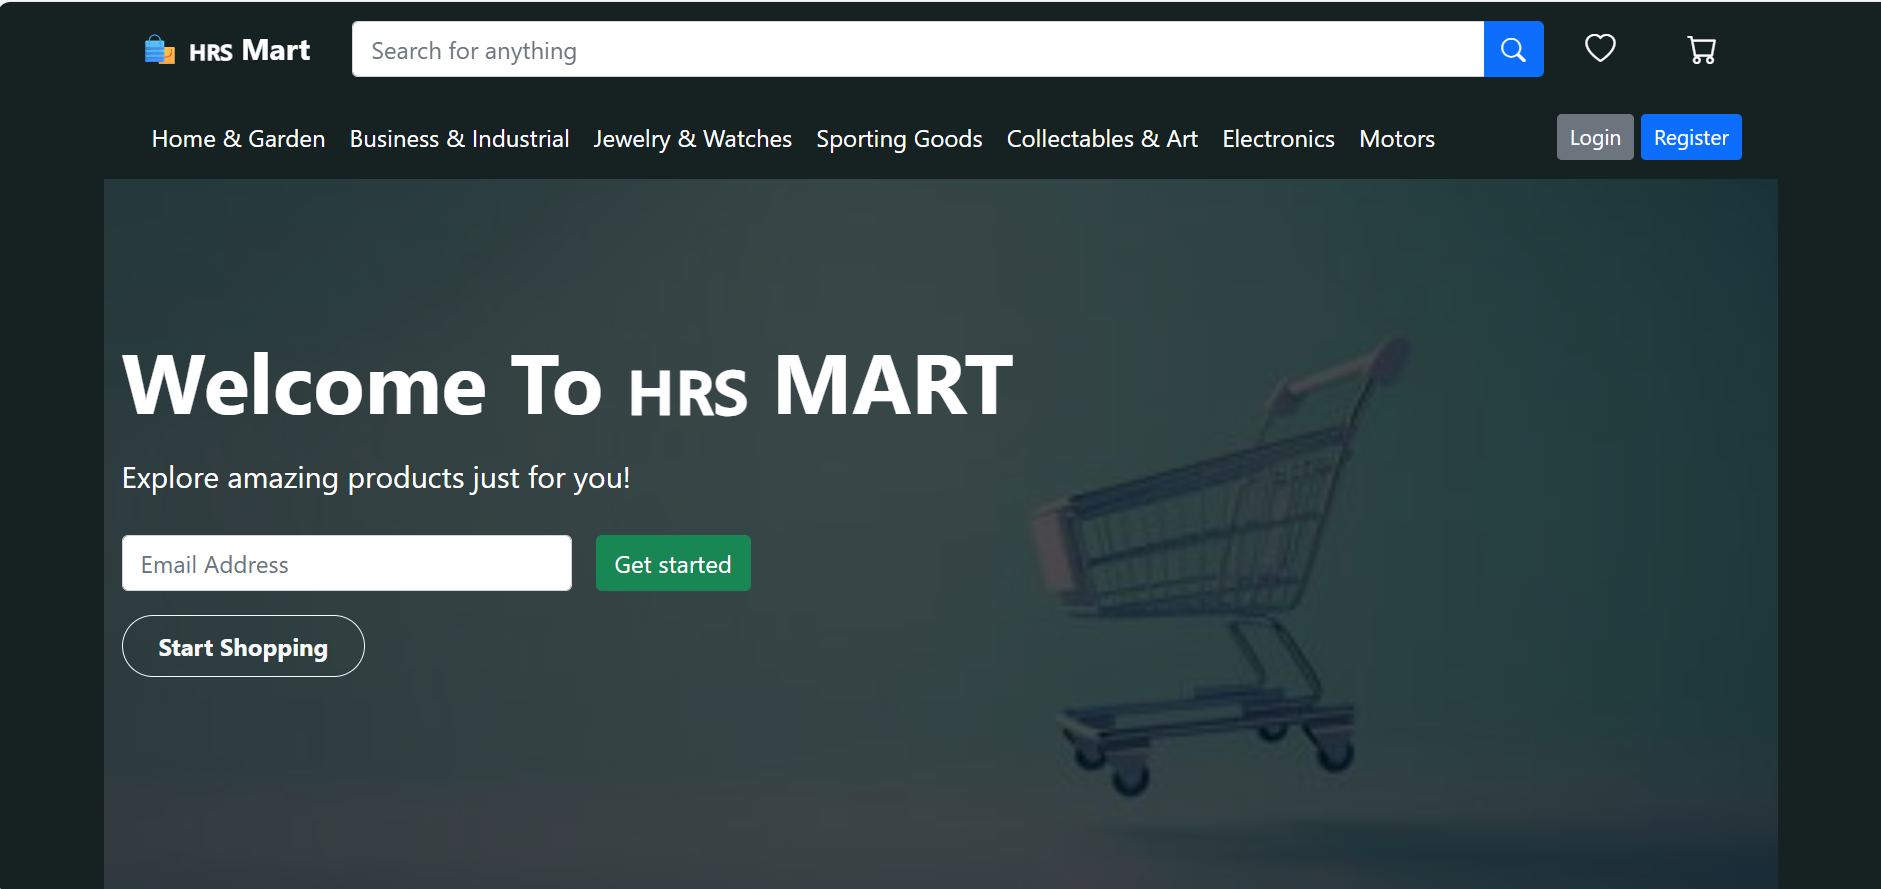 HRS Mart
Search for anything
Home & Garden Business & Industrial Jewelry & Watches Sporting Goods Collectables & Art Electronics Motors Login Register
Welcome To HRS MART
Explore amazing products just for you!
Email Address Get started
Start Shopping